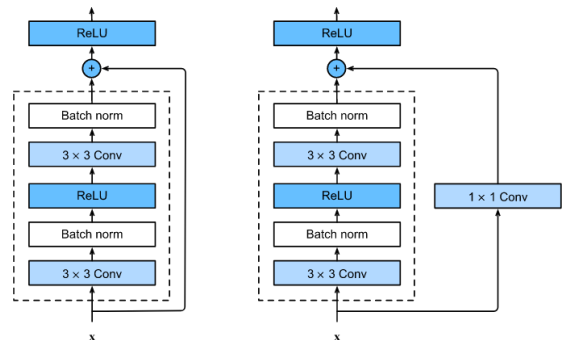 ReLU
+
Batch norm
3 × 3 Conv
ReLU
Batch norm
3 × 3 Conv
x
ReLU
+
Batch norm
3 × 3 Conv
ReLU
1 × 1 Conv
Batch norm
3 × 3 Conv
x